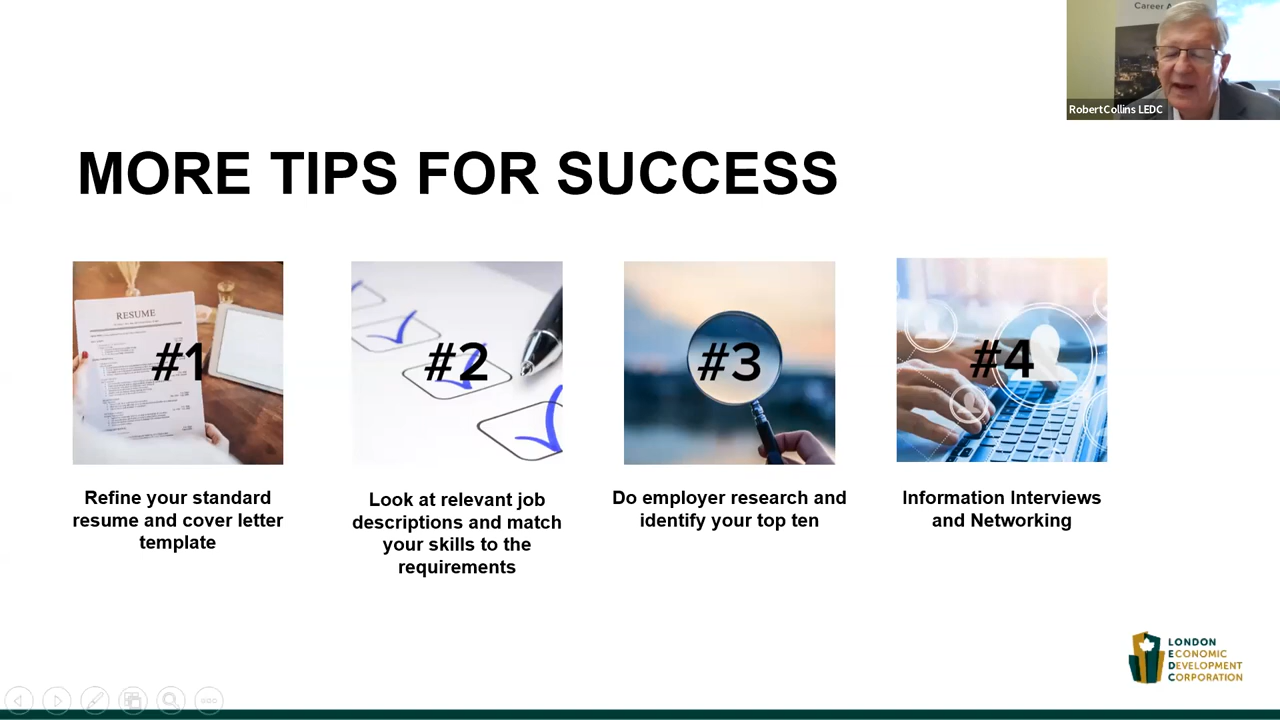 Career
RobertCollins LEDC
MORE TIPS FOR SUCCESS
RESUME
#1
#2
#3
#4
Refine your standard
resume and cover letter
template
Look at relevant job
descriptions and match
your skills to the
requirements
Do employer research and
identify your top ten
Information Interviews
and Networking
LONDON
ECONOMIC
DEVELOPMENT
CORPORATION